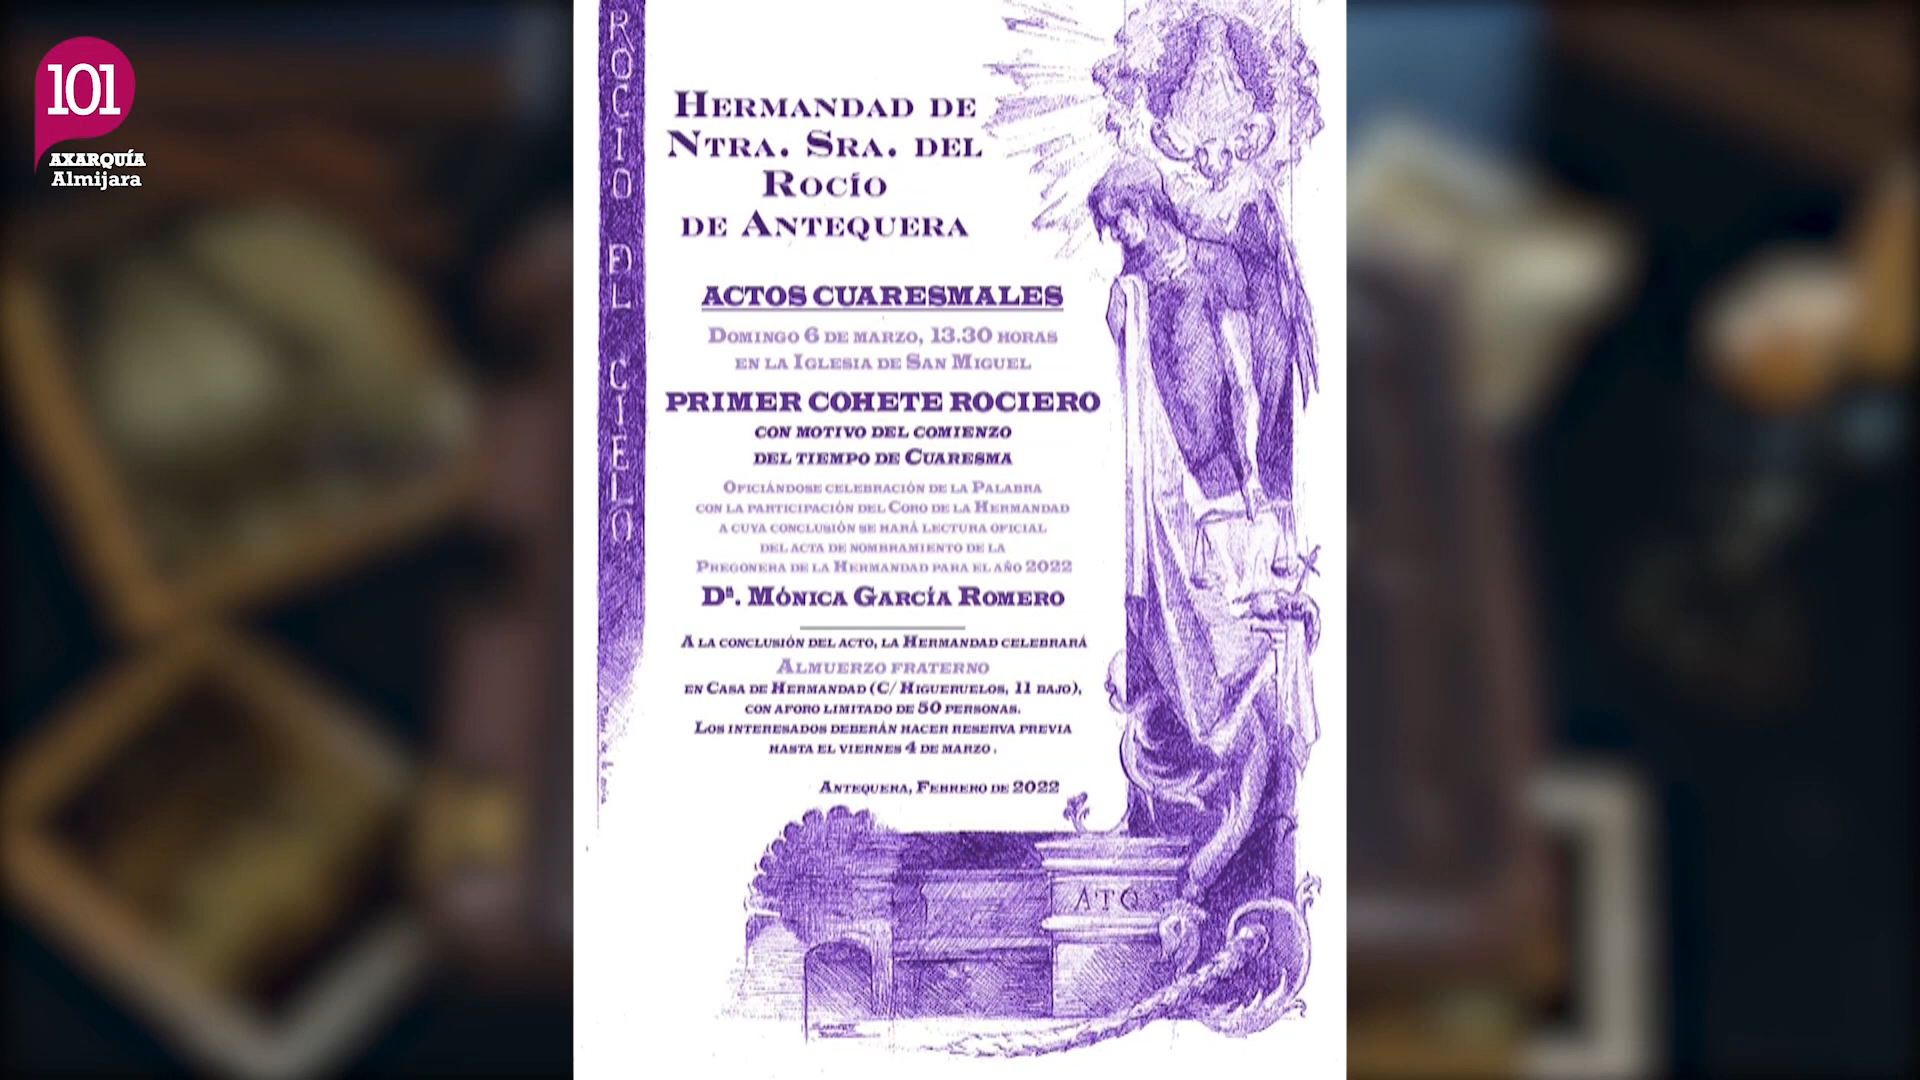 101
AXARQUÍA
Almijara
ROCIO DEL CIELO
HERMANDAD DE
NTRA. SRA. DEL
ROCÍO
DE ANTEQUERA
ACTOS CUARESMALES
DOMINGO 6 DE MARZO, 13.30 HORAS
EN LA IGLESIA DE SAN MIGUEL
PRIMER COHETE ROCIERO
CON MOTIVO DEL COMIENZO
DEL TIEMPO DE CUARESMA
OFICIÁNDOSE CELEBRACIÓN DE LA PALABRA
CON LA PARTICIPACIÓN DEL CORO DE LA HERMANDAD
A CUYA CONCLUSIÓN SE HARÁ LECTURA OFICIAL
DEL ACTA DE NOMBRAMIENTO DE LA
PREGONERA DE LA HERMANDAD PARA EL AÑO 2022
Dª. MÓNICA GARCÍA ROMERO
A LA CONCLUSIÓN DEL ACTO, LA HERMANDAD CELEBRARÁ
ALMUERZO FRATERNO
EN CASA DE HERMANDAD (C/ HIGUERUELOS, 11 BAJO),
CON AFORO LIMITADO DE 50 PERSONAS.
LOS INTERESADOS DEBERÁN HACER RESERVA PREVIA
HASTA EL VIERNES 4 DE MARZO.
ANTEQUERA, FEBRERO DE 2022
ATQ